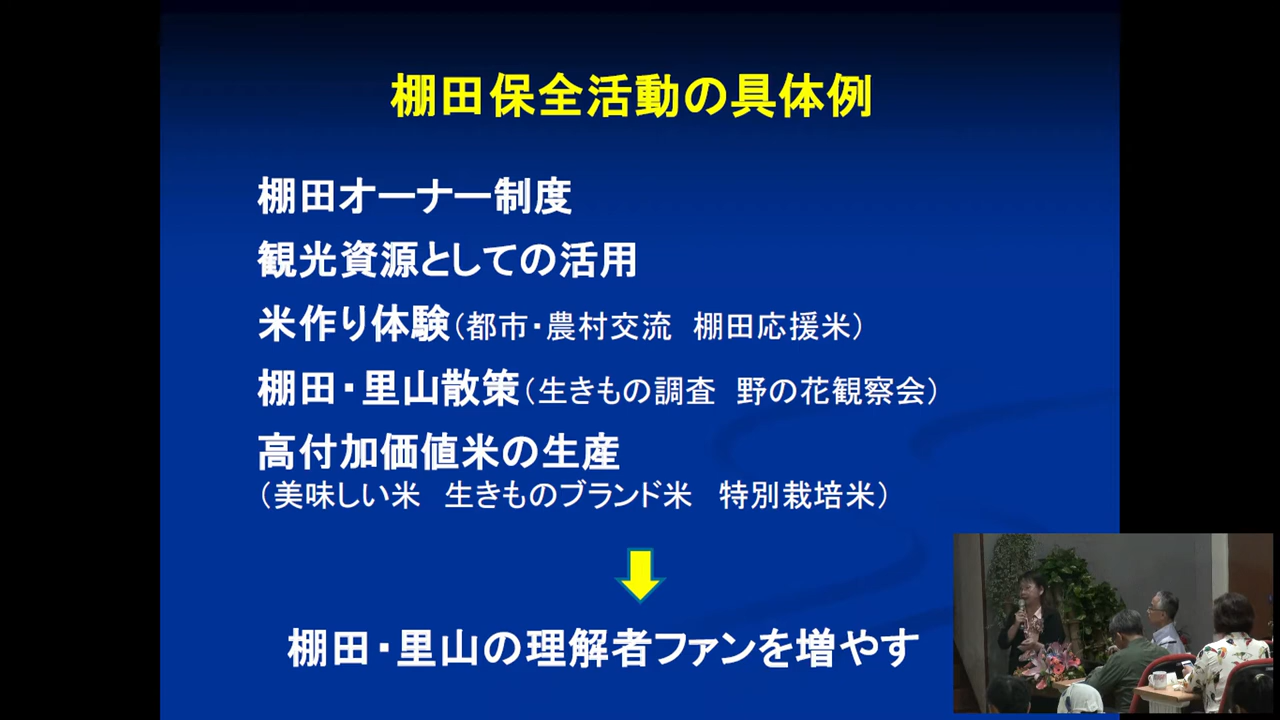 棚田保全活動の具体例
棚田オーナー制度
観光資源としての活用
米作り体験（都市・農村交流　棚田応援米）
棚田・里山散策（生きもの調査　野の花観察会）
高付加価値米の生産
（美味しい米　生きものブランド米　特別栽培米）
棚田・里山の理解者ファンを増やす